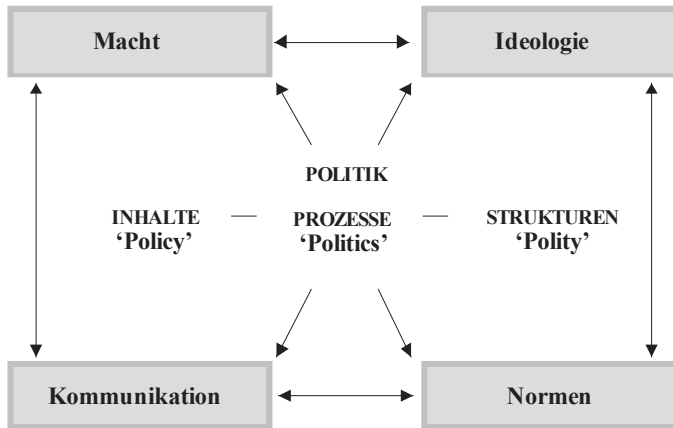 Macht
Ideologie
POLITIK
INHALTE
'Policy'
PROZESSE
'Politics'
STRUKTUREN
'Polity'
Kommunikation
Normen